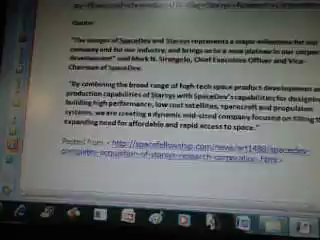 Quote:
"The merger of SpaceDev and Starsys represents a major milestone for our
company and for our industry, and brings us to a new plateau in our corporate
development" said Mark N. Sirangelo, Chief Executive Officer and Vice-
Chairman of SpaceDev.
"By combining the broad range of high-tech space product development and
production capabilities of Starsys with SpaceDev's capabilities for designing
building high performance, low cost satellites, spacecraft and propulsion
systems, we are creating a dynamic mid-sized company focused on filling the
expanding need for affordable and rapid access to space."
Posted from: < http://spacefellowship.com/news/art1488/spacedev-
completes-acquisition-of-starsys-research-corporation.html >